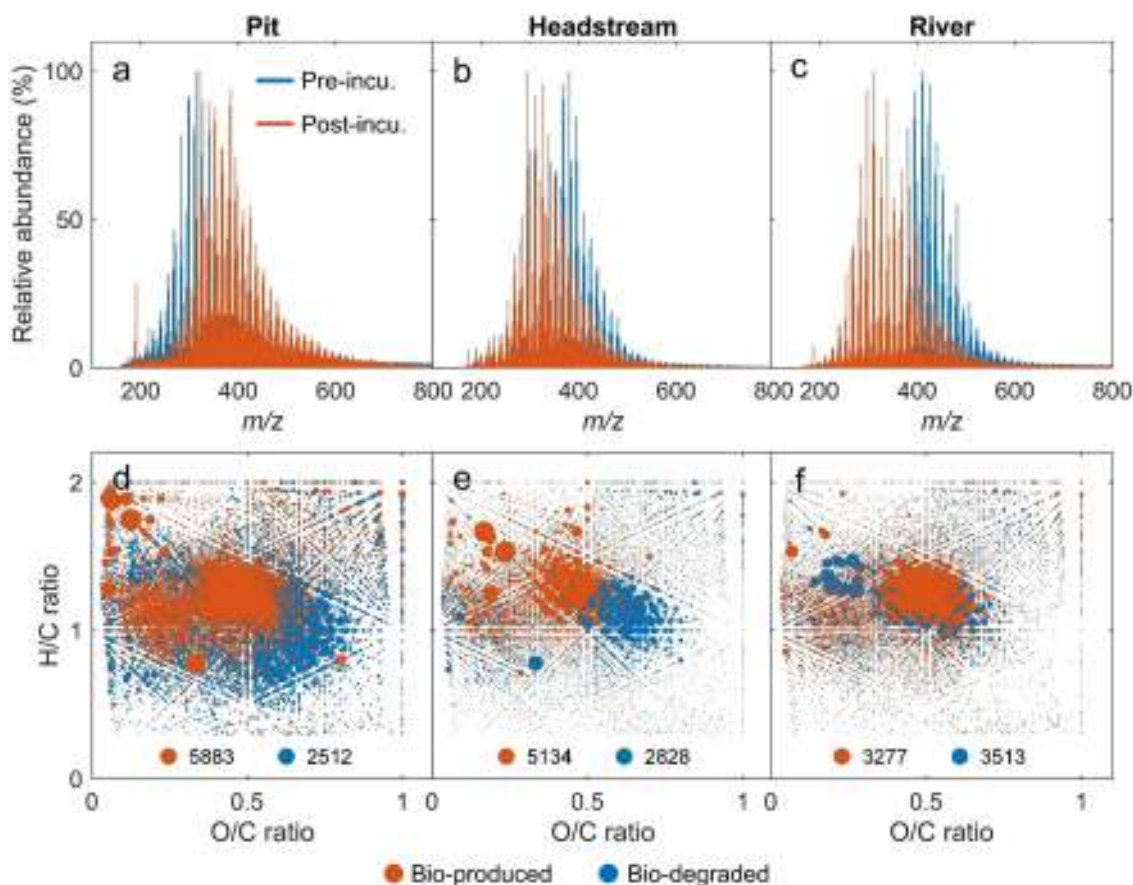 Pit Headstream River
a b c
Pre-incu.
Post-incu.
Relative abundance (%)
100
50
0
200 400 600 800 200 400 600 800 200 400 600 800
m/z m/z m/z
d e f
H/C ratio
2
1
0
5883 2512 5134 2828 3277 3513
0 0.5 1 0 0.5 1 0 0.5 1
O/C ratio O/C ratio O/C ratio
Bio-produced Bio-degraded